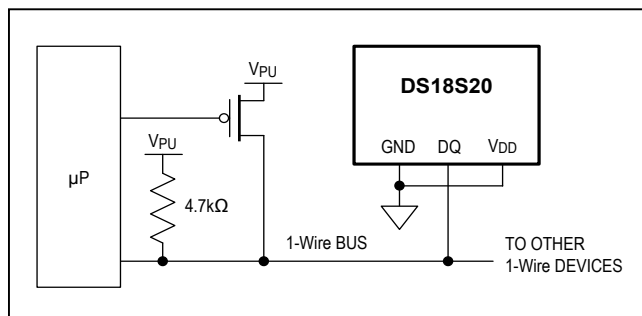 VPU
DS18S20
GND DQ VDD
VPU
µP
4.7kΩ
1-Wire BUS
TO OTHER
1-Wire DEVICES